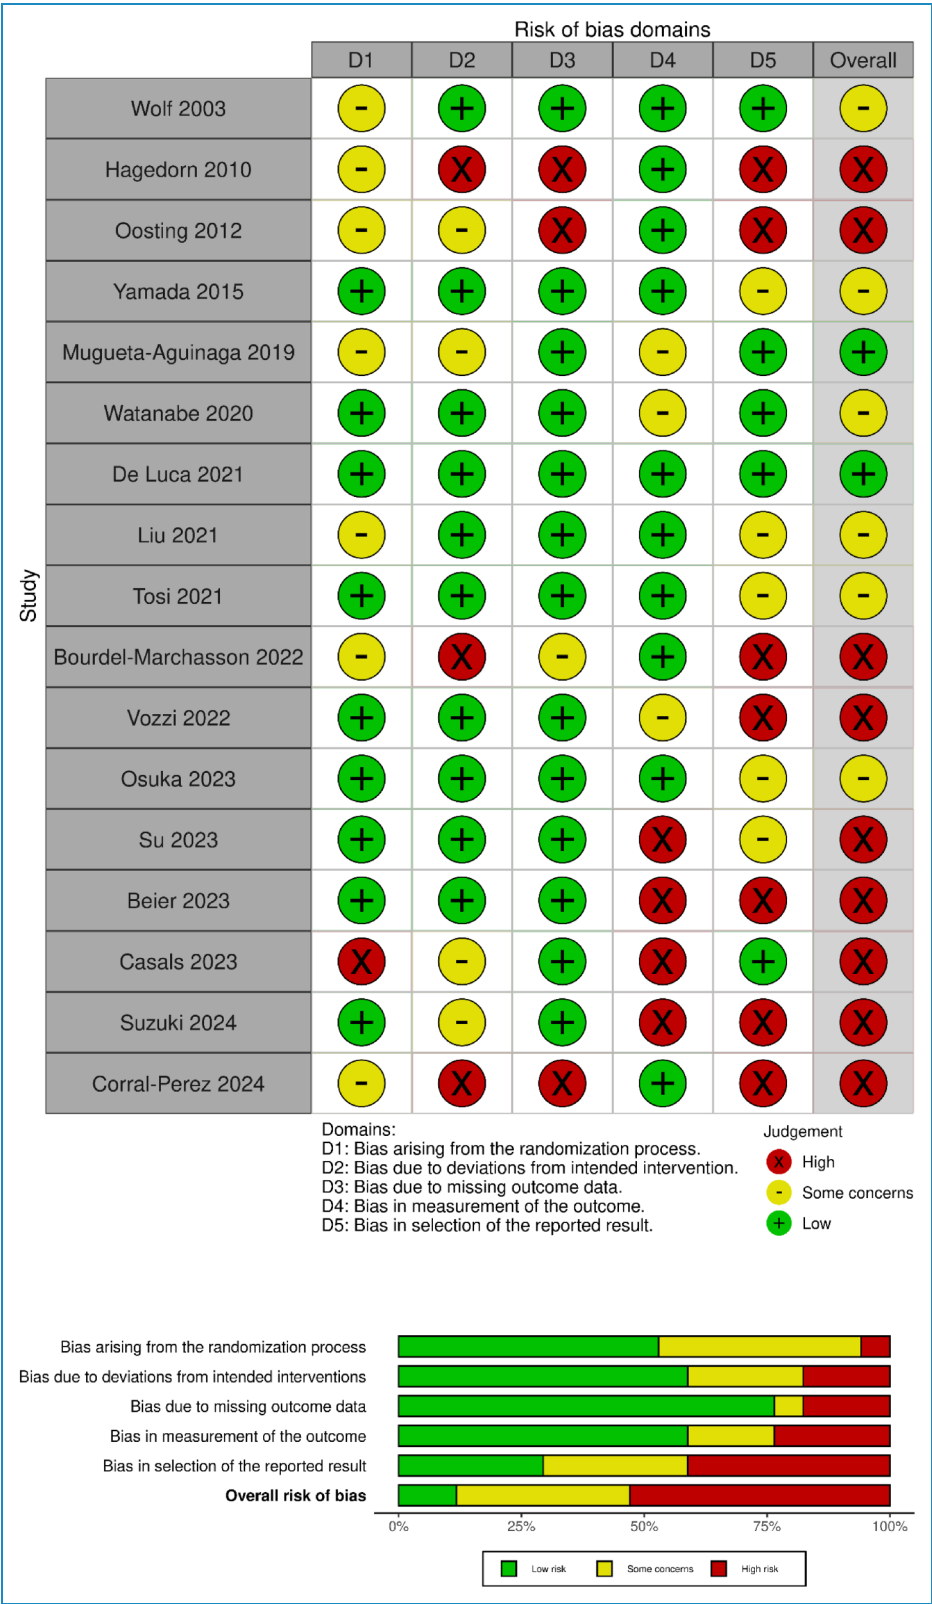 Risk of bias domains
D1 D2 D3 D4 D5 Overall
Study
Wolf 2003 - + + + + -
Hagedorn 2010 - X X + X X
Oosting 2012 - - X + X X
Yamada 2015 + + + + - -
Mugueta-Aguinaga 2019 - - + - + +
Watanabe 2020 + + + - + -
De Luca 2021 + + + + + +
Liu 2021 - + + + - -
Tosi 2021 + + + + - -
Bourdel-Marchasson 2022 - X - + X X
Vozzi 2022 + + + - X X
Osuka 2023 + + + + - -
Su 2023 + + + X - X
Beier 2023 + + + X X X
Casals 2023 X - + X + X
Suzuki 2024 + - + X X X
Corral-Perez 2024 - X X + X X
Domains:
D1: Bias arising from the randomization process.
D2: Bias due to deviations from intended intervention.
D3: Bias due to missing outcome data.
D4: Bias in measurement of the outcome.
D5: Bias in selection of the reported result.
Judgement
X High
- Some concerns
+ Low
Bias arising from the randomization process
Bias due to deviations from intended interventions
Bias due to missing outcome data
Bias in measurement of the outcome
Bias in selection of the reported result
Overall risk of bias
0% 25% 50% 75% 100%
Low risk Some concerns High risk